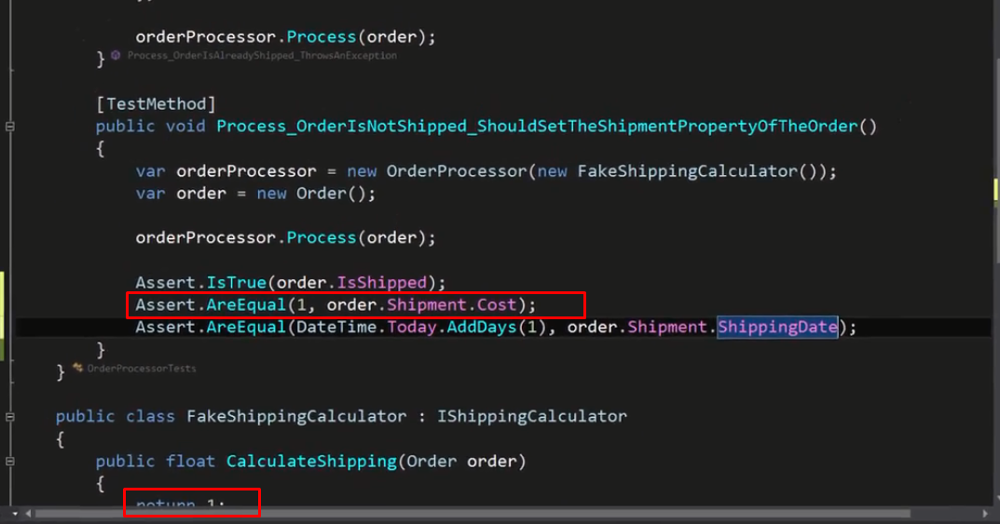 orderProcessor.Process(order);
} Process_OrderIsAlreadyShipped_ThrowsAnException
[TestMethod]
public void Process_OrderIsNotShipped_ShouldSetTheShipmentPropertyOfTheOrder()
{
var orderProcessor = new OrderProcessor(new FakeShippingCalculator());
var order = new Order();
orderProcessor.Process(order);
Assert.IsTrue(order.IsShipped);
Assert.AreEqual(1, order.Shipment.Cost);
Assert.AreEqual(DateTime.Today.AddDays(1), order.Shipment.ShippingDate);
}
} OrderProcessorTests
public class FakeShippingCalculator : IShippingCalculator
{
public float CalculateShipping(Order order)
{
return 1;